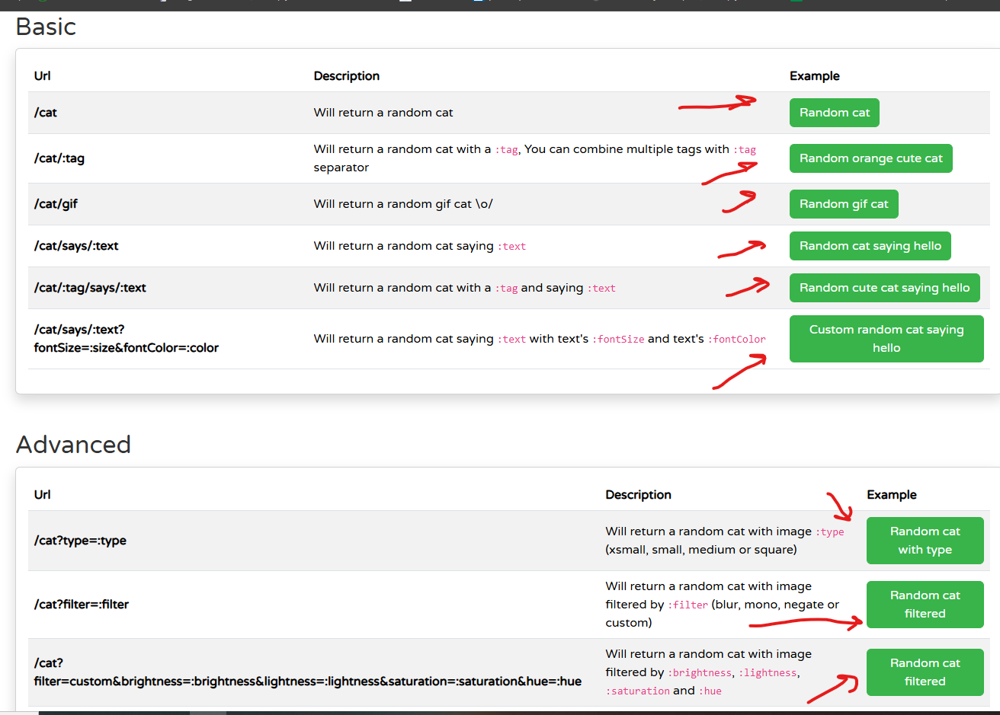 Basic
Url Description Example
/cat Will return a random cat Random cat
/cat/:tag Will return a random cat with a :tag, You can combine multiple tags with :tag separator Random orange cute cat
/cat/gif Will return a random gif cat \o/ Random gif cat
/cat/says/:text Will return a random cat saying :text Random cat saying hello
/cat/:tag/says/:text Will return a random cat with a :tag and saying :text Random cute cat saying hello
/cat/says/:text?
fontSize=:size&fontColor=:color
Will return a random cat saying :text with text's :fontSize and text's :fontColor
Custom random cat saying
hello
Advanced
Url Description Example
/cat?type=:type
Will return a random cat with image :type
(xsmall, small, medium or square)
Random cat
with type
/cat?filter=:filter
Will return a random cat with image
filtered by :filter (blur, mono, negate or
custom)
Random cat
filtered
/cat?
filter=custom&brightness=:brightness&lightness=:lightness&saturation=:saturation&hue=:hue
Will return a random cat with image
filtered by :brightness, :lightness,
:saturation and :hue
Random cat
filtered